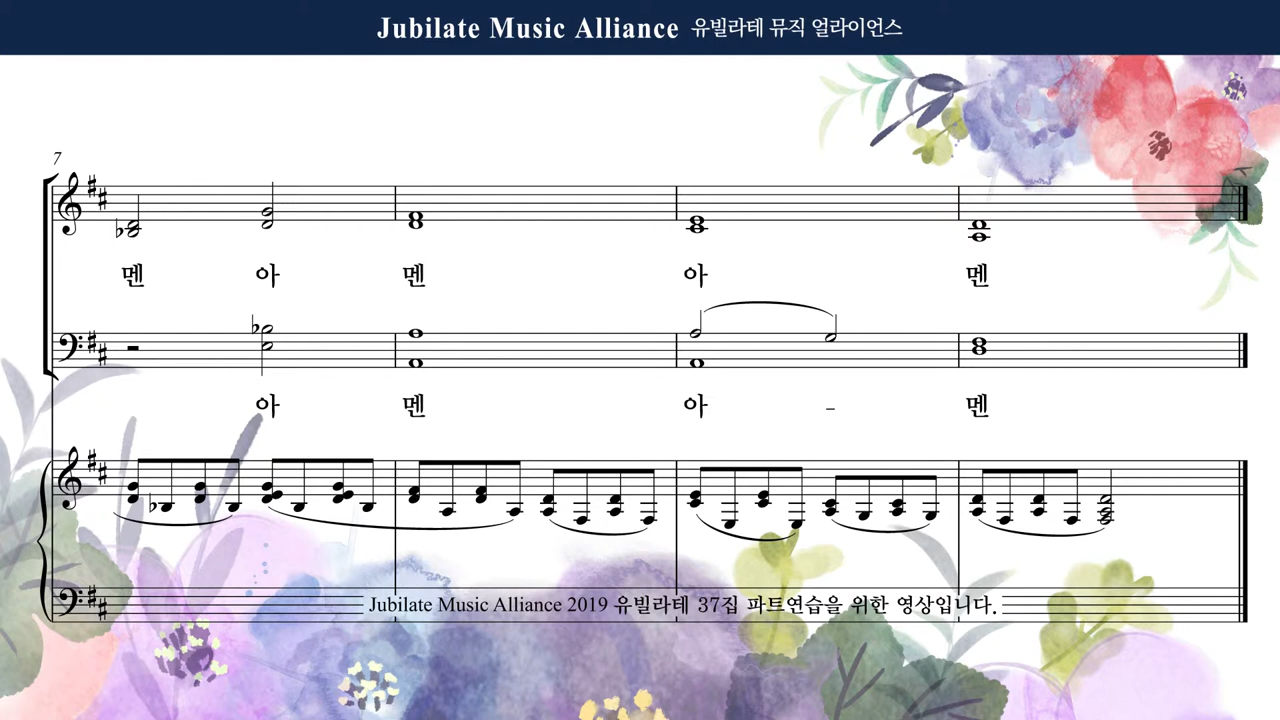 Jubilate Music Alliance 유빌라테 뮤직 얼라이언스
7
멘 아 멘 아 멘
아 멘 아 - 멘
Jubilate Music Alliance 2019 유빌라테 37집 파트연습을 위한 영상입니다.